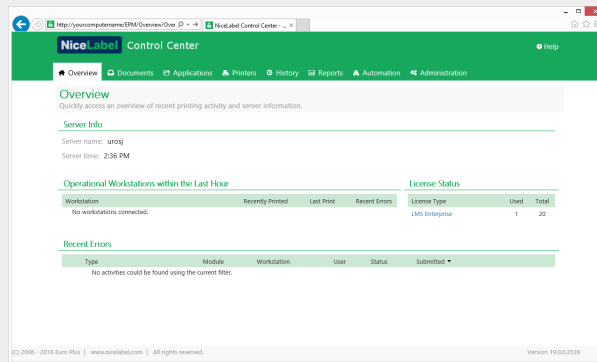 http://yourcomputername/EPM/Overview/Over
NiceLabel Control Center - ...
NiceLabel Control Center
Help
Overview Documents Applications Printers History Reports Automation Administration
Overview
Quickly access an overview of recent printing activity and server information.
Server Info
Server name: urosj
Server time: 2:36 PM
Operational Workstations within the Last Hour License Status
Workstation Recently Printed Last Print Recent Errors License Type Used Total
No workstations connected. LMS Enterprise 1 20
Recent Errors
Type Module Workstation User Status Submitted
No activities could be found using the current filter.
(C) 2006 - 2018 Euro Plus | www.nicelabel.com | All rights reserved. Version 19.0.0.3536